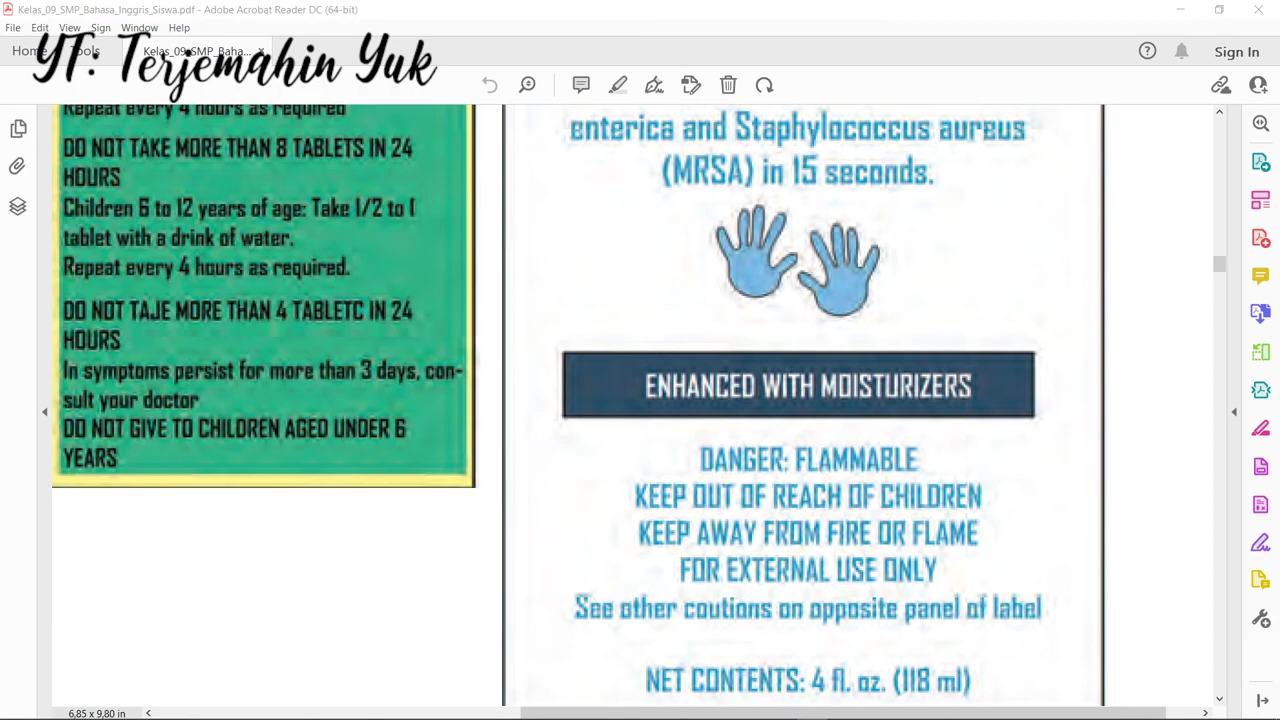 Kelas_09_SMP_Bahasa_Inggris_Siswa.pdf - Adobe Acrobat Reader DC (64-bit)
File Edit View Sign Window Help
Home Tools Kelas_09_SMP_Baha... ×
Sign In
YT: Terjemahin Yuk
Repeat every 4 hours as required
DO NOT TAKE MORE THAN 8 TABLETS IN 24
HOURS
Children 6 to 12 years of age: Take 1/2 to 1
tablet with a drink of water.
Repeat every 4 hours as required.
DO NOT TAJE MORE THAN 4 TABLETC IN 24
HOURS
In symptoms persist for more than 3 days, con-
sult your doctor
DO NOT GIVE TO CHILDREN AGED UNDER 6
YEARS
enterica and Staphylococcus aureus
(MRSA) in 15 seconds.
ENHANCED WITH MOISTURIZERS
DANGER: FLAMMABLE
KEEP OUT OF REACH OF CHILDREN
KEEP AWAY FROM FIRE OR FLAME
FOR EXTERNAL USE ONLY
See other coutions on opposite panel of label
NET CONTENTS: 4 fl. oz. (118 ml)
6,85 x 9,80 in